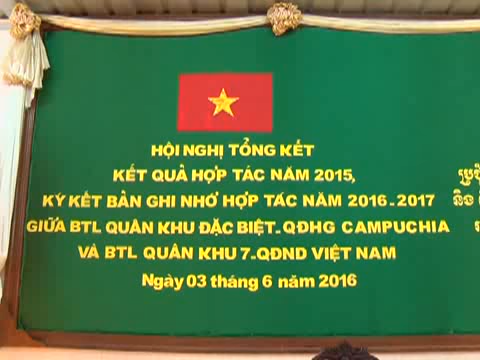 HỘI NGHỊ TỔNG KẾT
KẾT QUẢ HỢP TÁC NĂM 2015,
KÝ KẾT BẢN GHI NHỚ HỢP TÁC NĂM 2016-2017
GIỮA BTL QUÂN KHU ĐẶC BIỆT-QĐHG CAMPUCHIA
VÀ BTL QUÂN KHU 7-QĐND VIỆT NAM
Ngày 03 tháng 6 năm 2016
និង